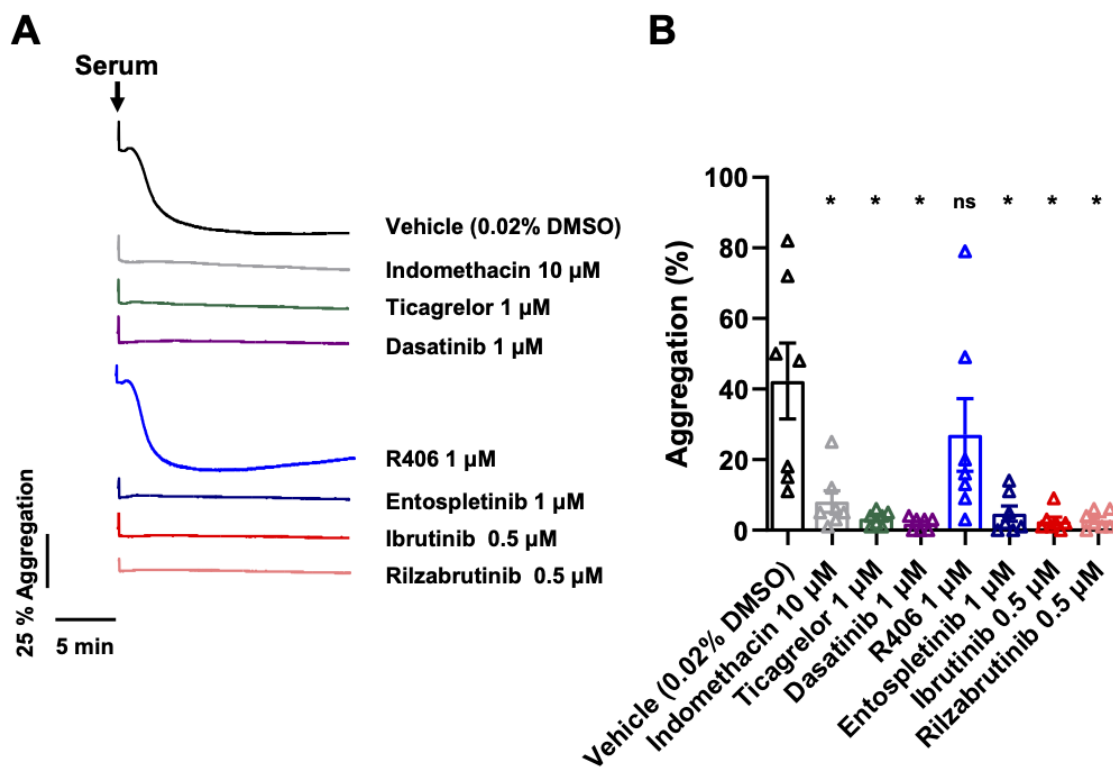 A
Serum
Vehicle (0.02% DMSO)
Indomethacin 10 µM
Ticagrelor 1 µM
Dasatinib 1 µM
R406 1 µM
Entospletinib 1 µM
Ibrutinib 0.5 µM
Rilzabrutinib 0.5 µM
25 % Aggregation
5 min
B
Aggregation (%)
100
80
60
40
20
0
* * * ns * * *
Vehicle (0.02% DMSO)
Indomethacin 10 µM
Ticagrelor 1 µM
Dasatinib 1 µM
R406 1 µM
Entospletinib 1 µM
Ibrutinib 0.5 µM
Rilzabrutinib 0.5 µM